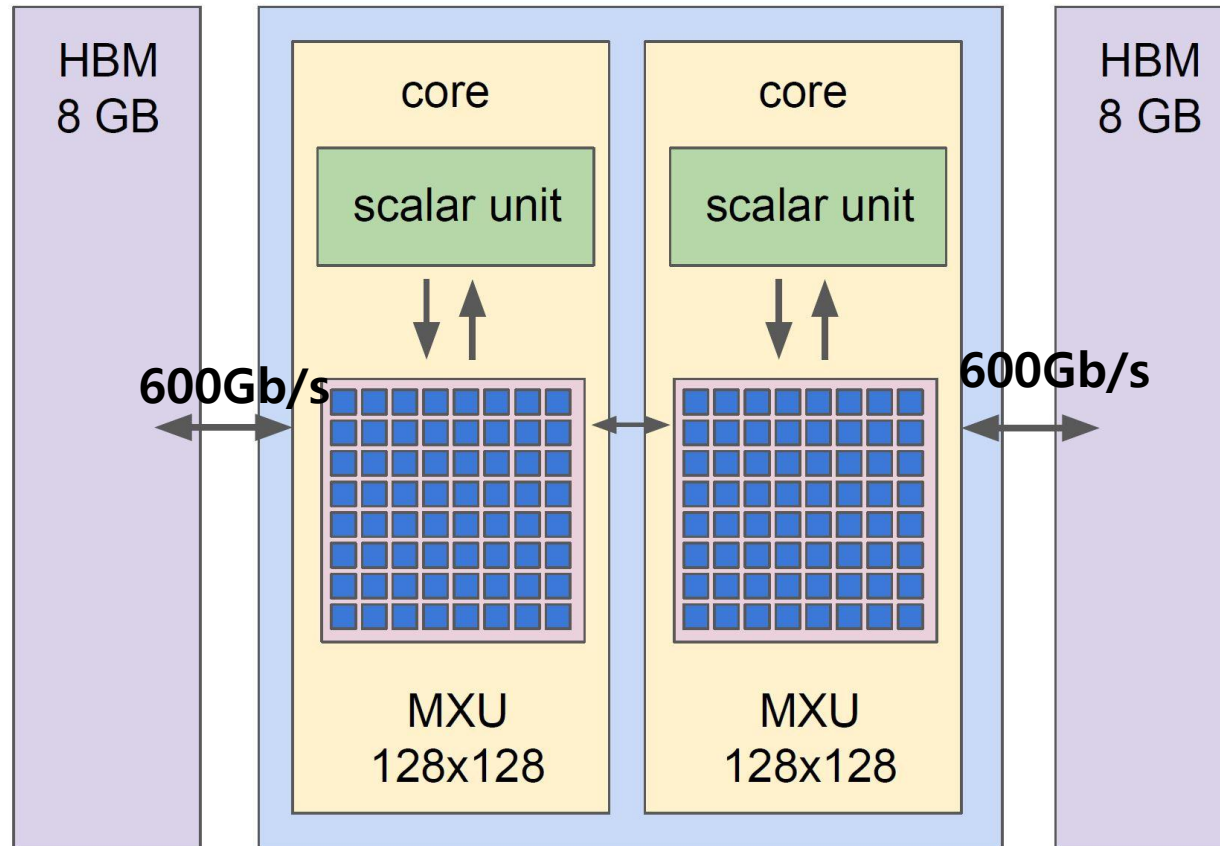 HBM
8 GB
core
scalar unit
600Gb/s
MXU
128x128
core
scalar unit
MXU
128x128
HBM
8 GB
600Gb/s